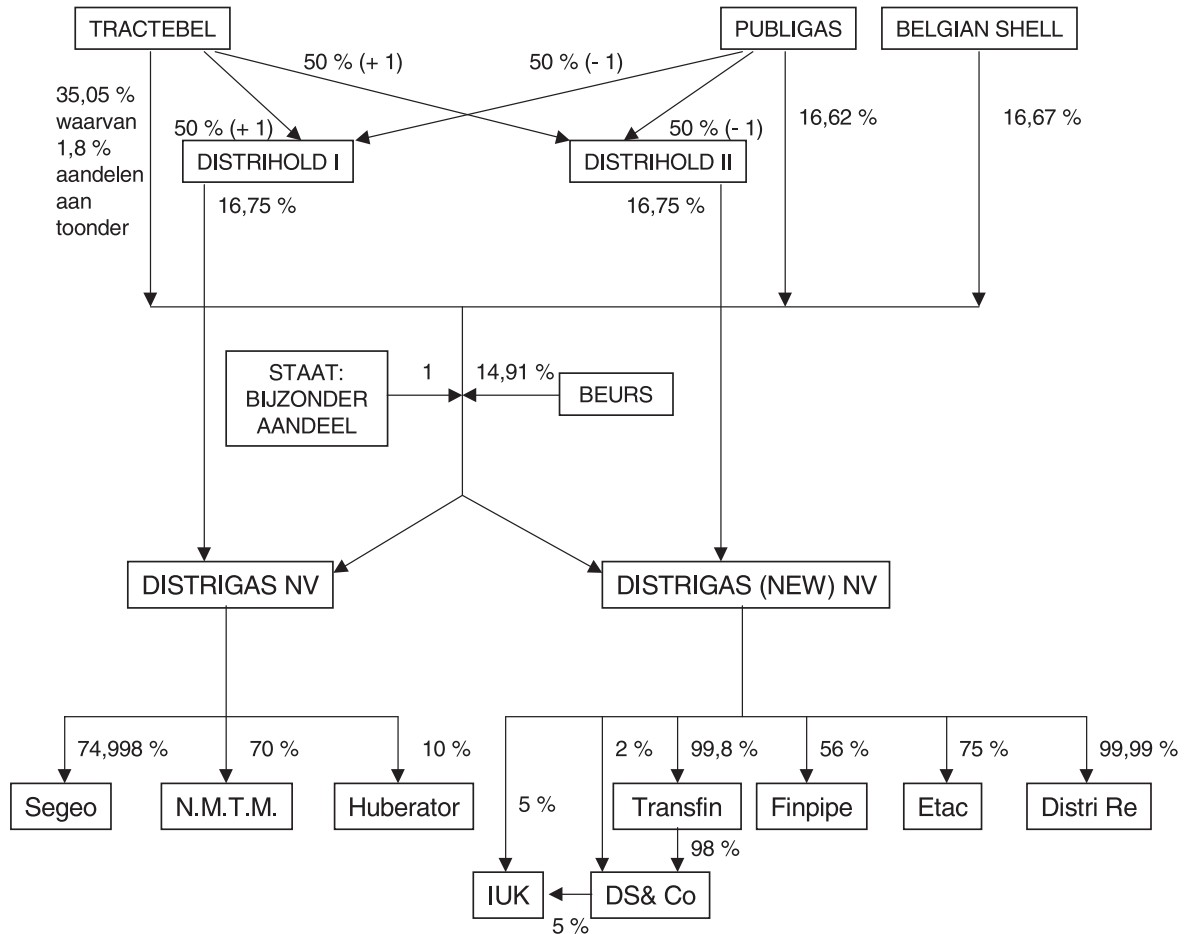 TRACTEBEL
PUBLIGAS
BELGIAN SHELL
50 % (+ 1)
50 % (- 1)
35,05 %
waarvan
1,8 %
aandelen
aan
toonder
50 % (+ 1)
50 % (- 1)
16,62 %
16,67 %
DISTRIHOLD I
DISTRIHOLD II
16,75 %
16,75 %
STAAT:
BIJZONDER
AANDEEL
1
14,91 %
BEURS
DISTRIGAS NV
DISTRIGAS (NEW) NV
74,998 %
70 %
10 %
2 %
99,8 %
56 %
75 %
99,99 %
Segeo
N.M.T.M.
Huberator
5 %
Transfin
Finpipe
Etac
Distri Re
98 %
IUK
DS& Co
5 %